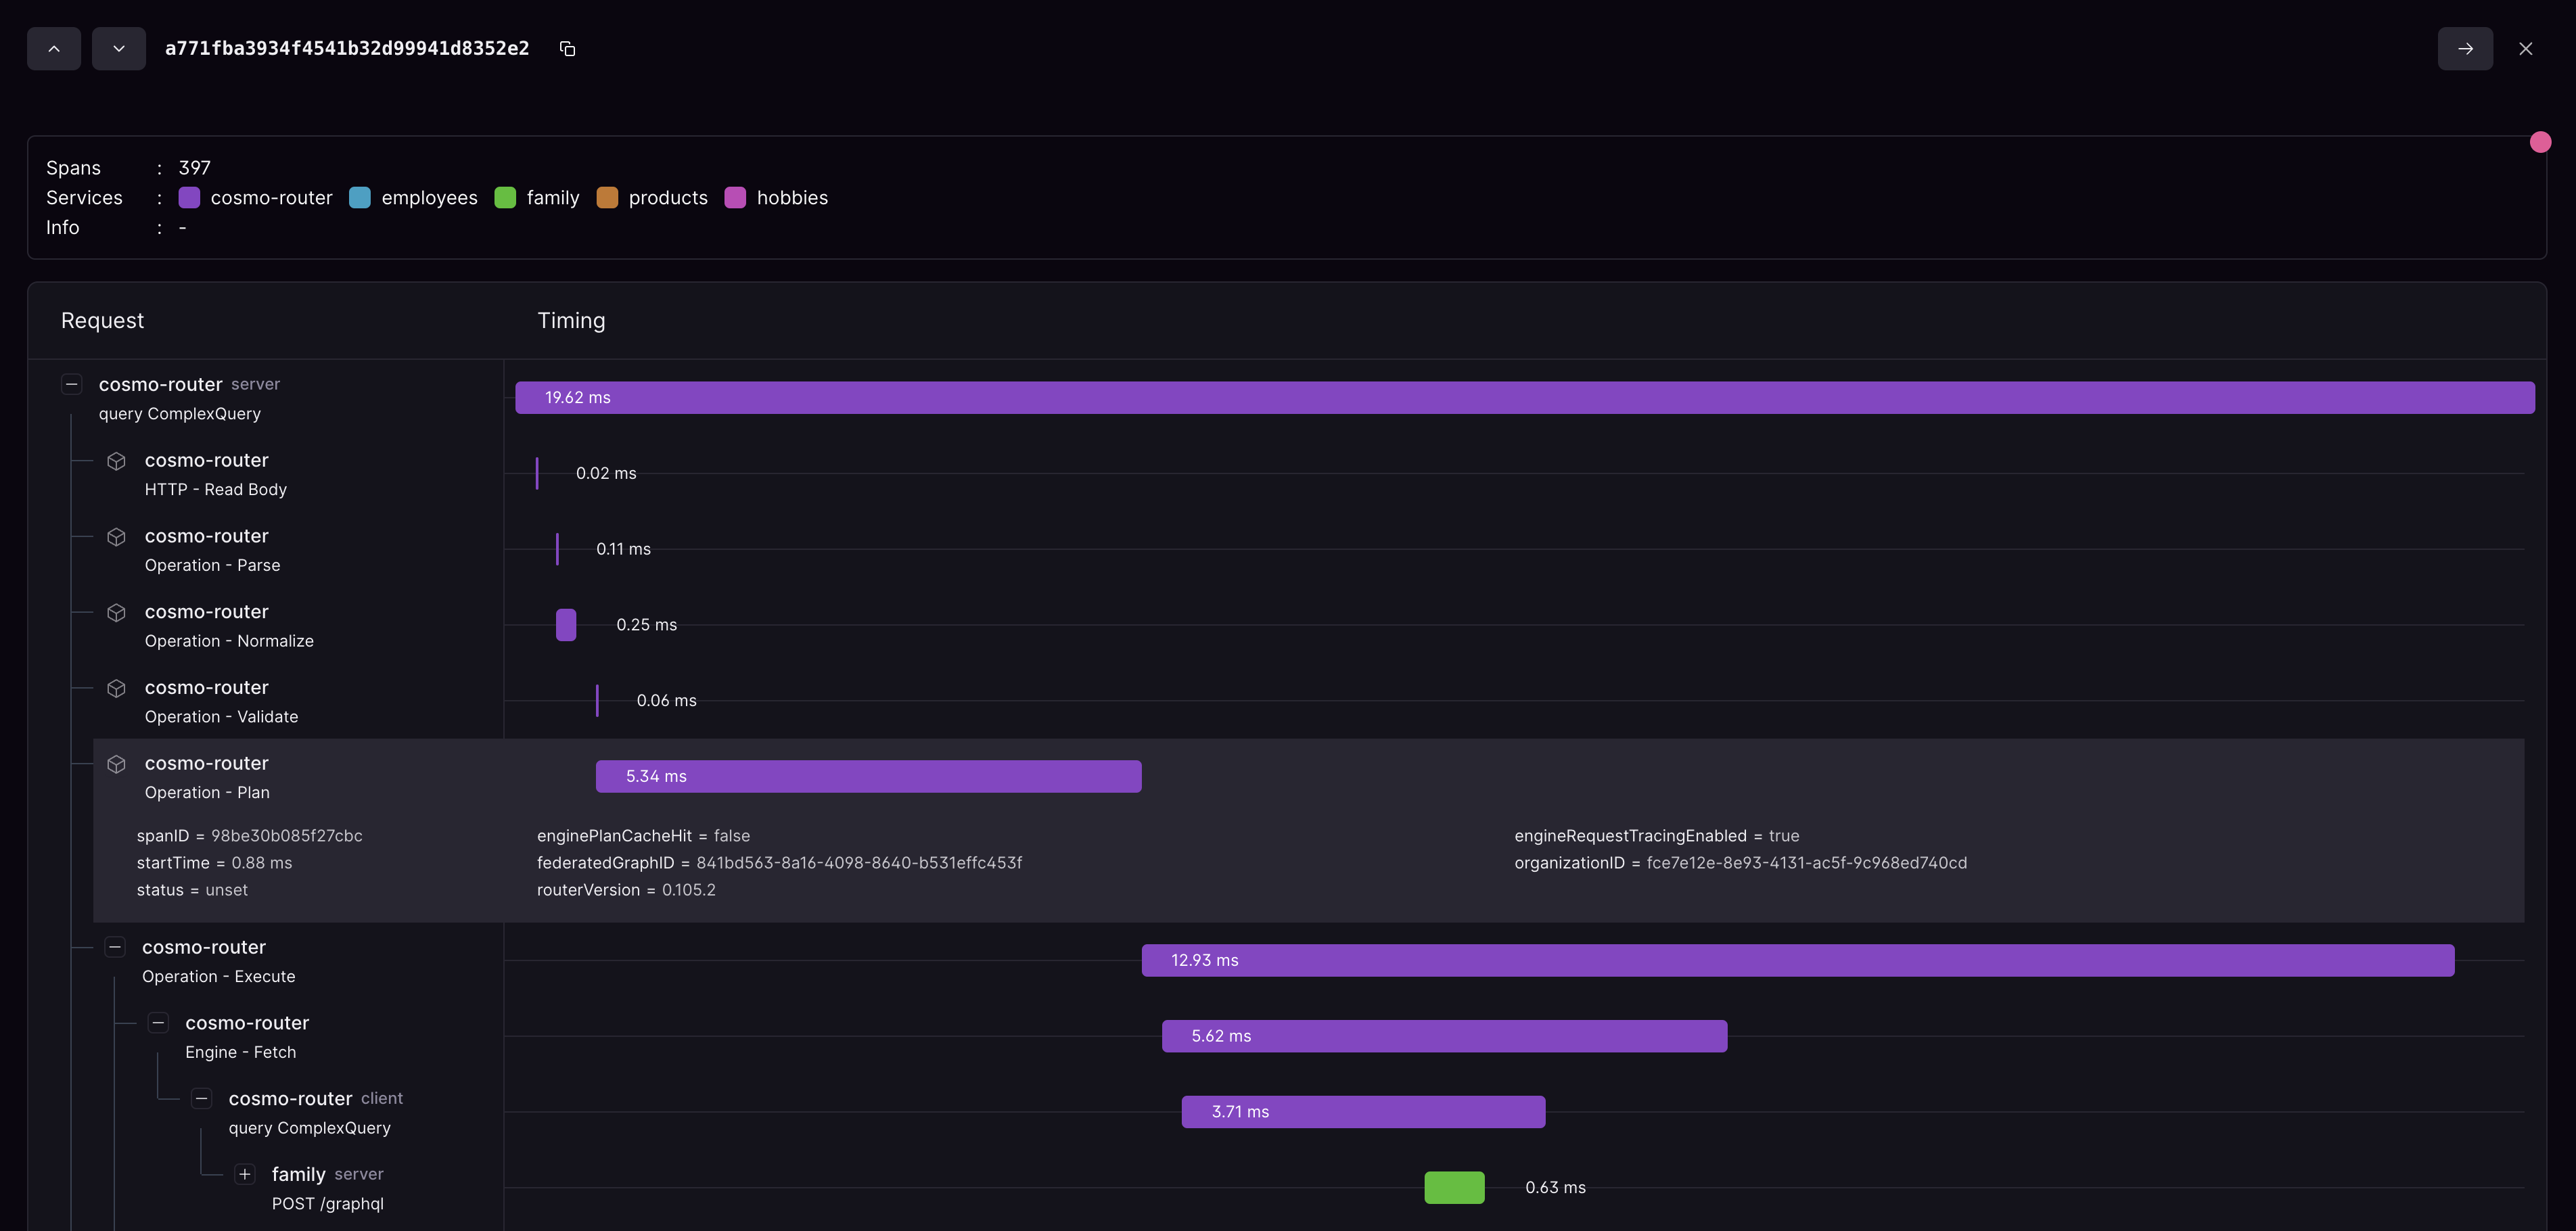 a771fba3934f4541b32d99941d8352e2
Spans : 397
Services : cosmo-router employees family products hobbies
Info : -
Request Timing
cosmo-router server
query ComplexQuery
19.62 ms
cosmo-router
HTTP - Read Body
0.02 ms
cosmo-router
Operation - Parse
0.11 ms
cosmo-router
Operation - Normalize
0.25 ms
cosmo-router
Operation - Validate
0.06 ms
cosmo-router
Operation - Plan
5.34 ms
spanID = 98be30b085f27cbc
startTime = 0.88 ms
status = unset
enginePlanCacheHit = false
federatedGraphID = 841bd563-8a16-4098-8640-b531effc453f
routerVersion = 0.105.2
engineRequestTracingEnabled = true
organizationID = fce7e12e-8e93-4131-ac5f-9c968ed740cd
cosmo-router
Operation - Execute
12.93 ms
cosmo-router
Engine - Fetch
5.62 ms
cosmo-router client
query ComplexQuery
3.71 ms
family server
POST /graphql
0.63 ms